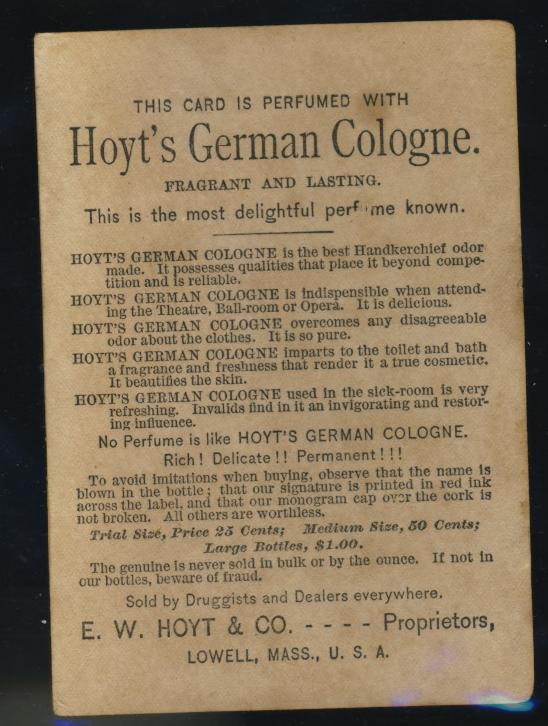 THIS CARD IS PERFUMED WITH
Hoyt's German Cologne.
FRAGRANT AND LASTING.
This is the most delightful perfume known.
HOYT'S GERMAN COLOGNE is the best Handkerchief odor
made. It possesses qualities that place it beyond compe-
tition and is reliable.
HOYT'S GERMAN COLOGNE is indispensible when attend-
ing the Theatre, Ball-room or Opera. It is delicious.
HOYT'S GERMAN COLOGNE overcomes any disagreeable
odor about the clothes. It is so pure.
HOYT'S GERMAN COLOGNE imparts to the toilet and bath
a fragrance and freshness that render it a true cosmetic.
It beautifies the skin.
HOYT'S GERMAN COLOGNE used in the sick-room is very
refreshing. Invalids find in it an invigorating and restor-
ing influence.
No Perfume is like HOYT'S GERMAN COLOGNE.
Rich! Delicate!! Permanent!!!
To avoid imitations when buying, observe that the name is
blown in the bottle; that our signature is printed in red ink
across the label, and that our monogram cap over the cork is
not broken. All others are worthless.
Trial Size, Price 25 Cents; Medium Size, 50 Cents;
Large Bottles, $1.00.
The genuine is never sold in bulk or by the ounce. If not in
our bottles, beware of fraud.
Sold by Druggists and Dealers everywhere.
E. W. HOYT & CO. - - - - Proprietors,
LOWELL, MASS., U. S. A.